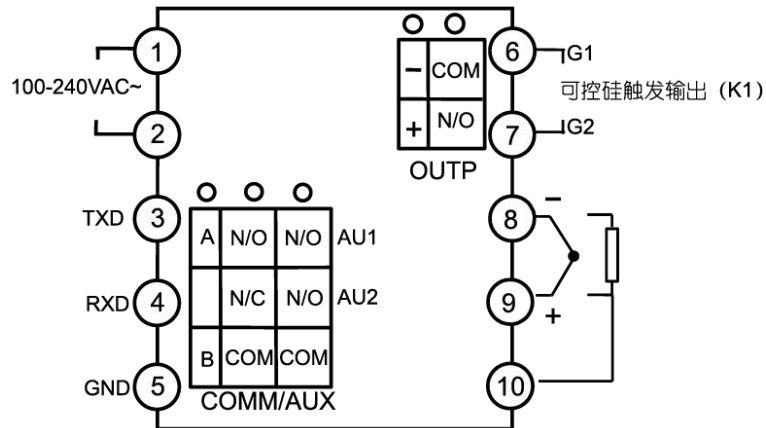 1
100-240VAC~
2
TXD 3
RXD 4
GND 5
A N/O N/O AU1
N/C N/O AU2
B COM COM
COMM/AUX
− COM
+ N/O
OUTP
6 G1
可控硅触发输出（K1）
7 G2
8 −
9 +
10